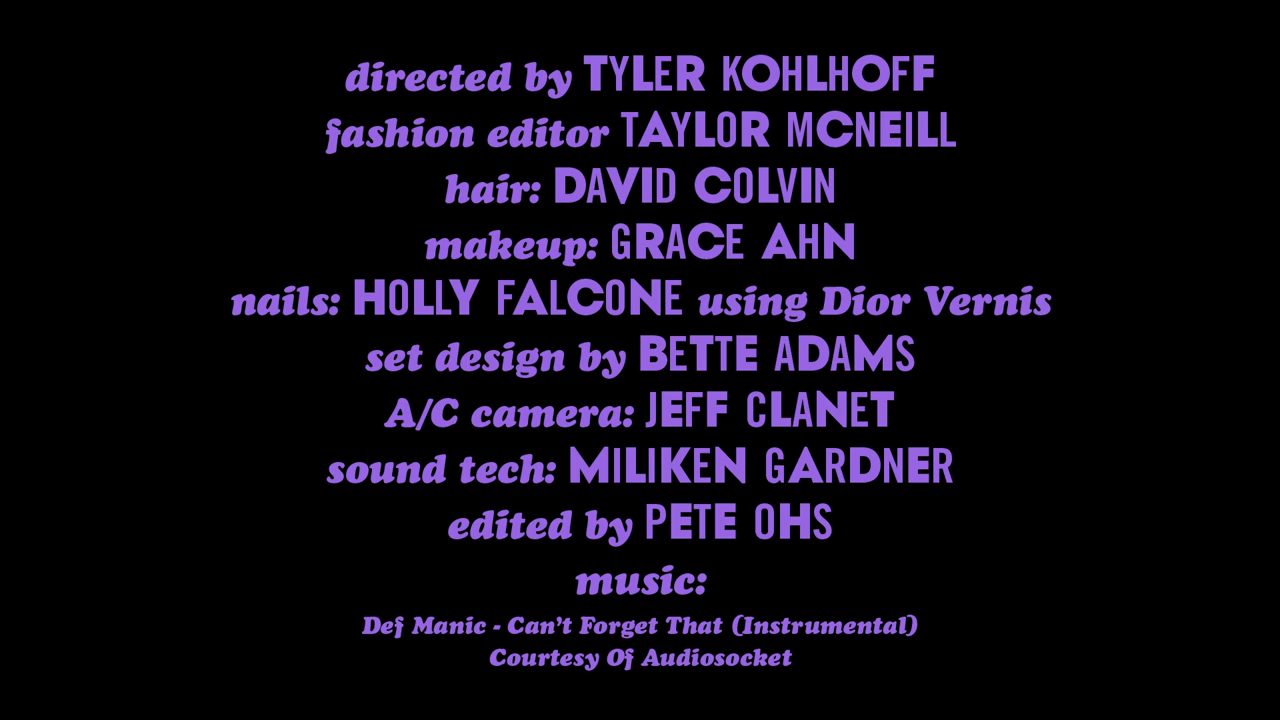 directed by TYLER KOHLHOFF
fashion editor TAYLOR MCNEILL
hair: DAVID COLVIN
makeup: GRACE AHN
nails: HOLLY FALCONE using Dior Vernis
set design by BETTE ADAMS
A/C camera: JEFF CLANET
sound tech: MILIKEN GARDNER
edited by PETE OHS
music:
Def Manic - Can't Forget That (Instrumental)
Courtesy Of Audiosocket